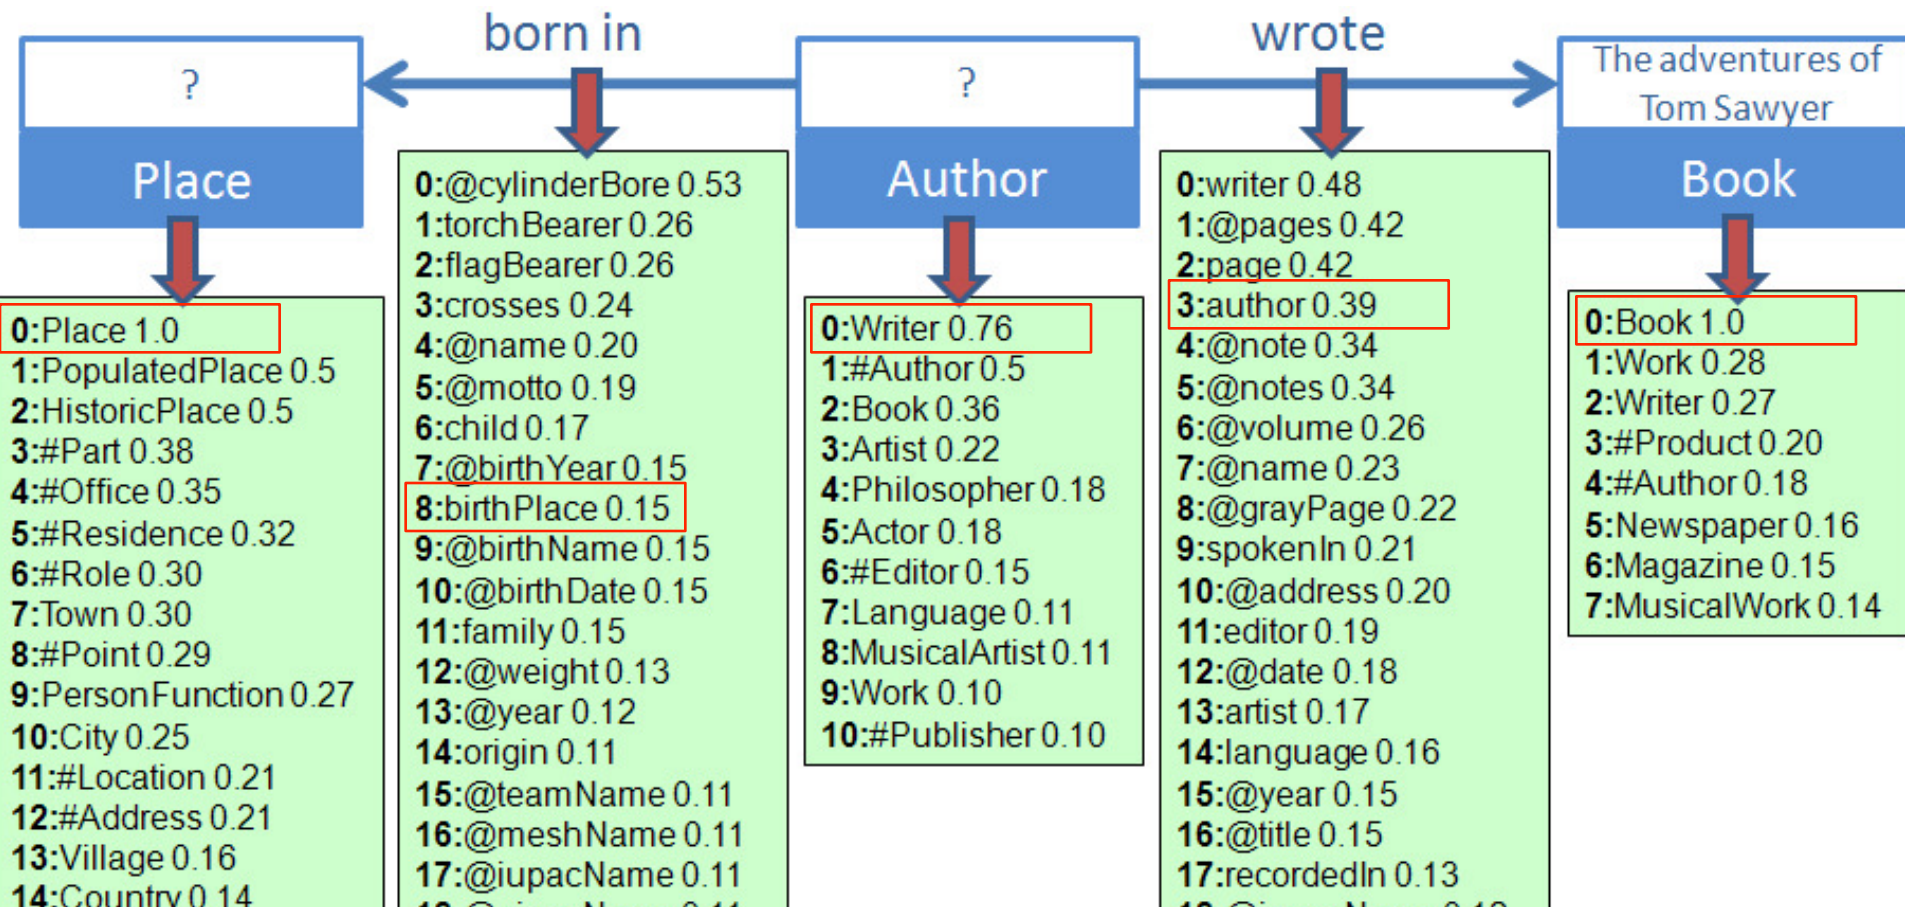 born in
wrote
?
?
The adventures of
Tom Sawyer
Place
Author
Book
0:Place 1.0
1:PopulatedPlace 0.5
2:HistoricPlace 0.5
3:#Part 0.38
4:#Office 0.35
5:#Residence 0.32
6:#Role 0.30
7:Town 0.30
8:#Point 0.29
9:PersonFunction 0.27
10:City 0.25
11:#Location 0.21
12:#Address 0.21
13:Village 0.16
14:Country 0.14
0:@cylinderBore 0.53
1:torchBearer 0.26
2:flagBearer 0.26
3:crosses 0.24
4:@name 0.20
5:@motto 0.19
6:child 0.17
7:@birthYear 0.15
8:birthPlace 0.15
9:@birthName 0.15
10:@birthDate 0.15
11:family 0.15
12:@weight 0.13
13:@year 0.12
14:origin 0.11
15:@teamName 0.11
16:@meshName 0.11
17:@iupacName 0.11
0:Writer 0.76
1:#Author 0.5
2:Book 0.36
3:Artist 0.22
4:Philosopher 0.18
5:Actor 0.18
6:#Editor 0.15
7:Language 0.11
8:MusicalArtist 0.11
9:Work 0.10
10:#Publisher 0.10
0:writer 0.48
1:@pages 0.42
2:page 0.42
3:author 0.39
4:@note 0.34
5:@notes 0.34
6:@volume 0.26
7:@name 0.23
8:@grayPage 0.22
9:spokenIn 0.21
10:@address 0.20
11:editor 0.19
12:@date 0.18
13:artist 0.17
14:language 0.16
15:@year 0.15
16:@title 0.15
17:recordedIn 0.13
0:Book 1.0
1:Work 0.28
2:Writer 0.27
3:#Product 0.20
4:#Author 0.18
5:Newspaper 0.16
6:Magazine 0.15
7:MusicalWork 0.14